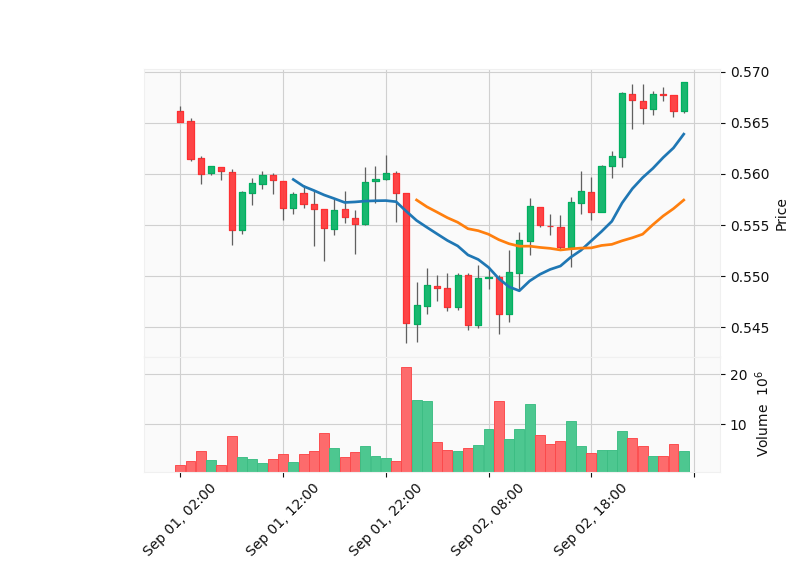 0.570
0.565
0.560
0.555
0.550
0.545
Price
20
10
Volume 10^6
Sep 01, 02:00
Sep 01, 12:00
Sep 01, 22:00
Sep 02, 08:00
Sep 02, 18:00